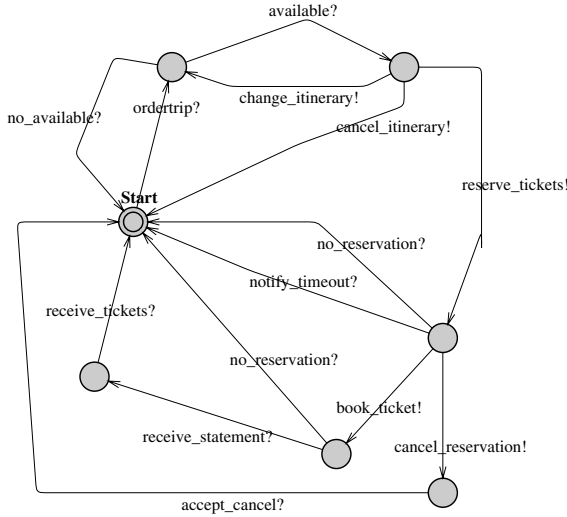 available?
change_itinerary!
ordertrip?
no_available?
cancel_itinerary!
reserve_tickets!
Start
no_reservation?
notify_timeout?
receive_tickets?
no_reservation?
book_ticket!
receive_statement?
cancel_reservation!
accept_cancel?